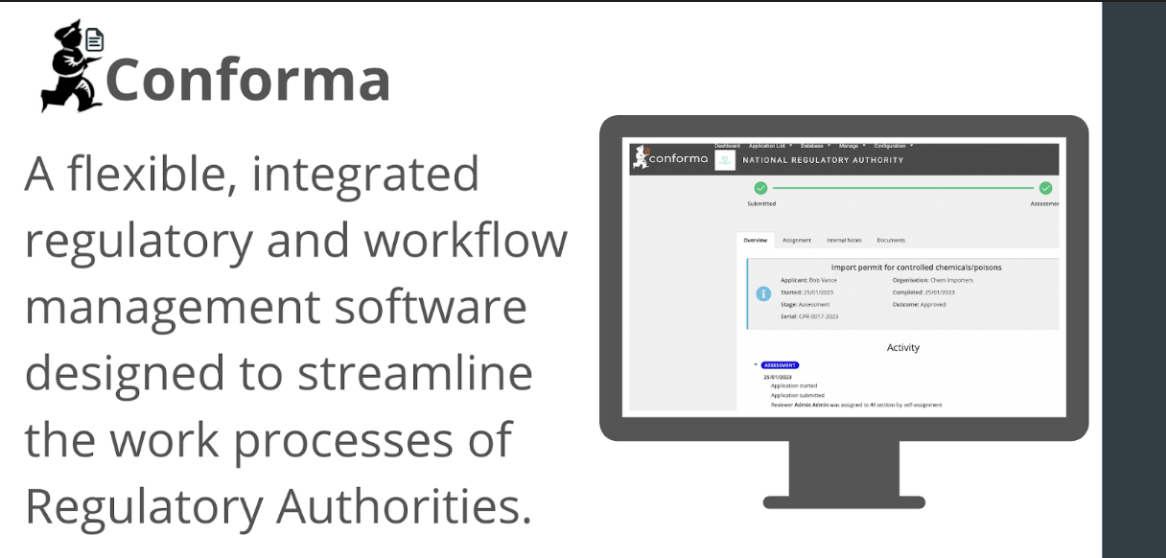 Conforma
A flexible, integrated
regulatory and workflow
management software
designed to streamline
the work processes of
Regulatory Authorities.
Dashboard Application List Database Manage Configuration
conforma NATIONAL REGULATORY AUTHORITY
Submitted Assessmen
Overview Assignment Internal Notes Documents
Import permit for controlled chemicals/poisons
Applicant: Bob Vance Organisation: Chem Importers
Started: 25/01/2023 Completed: 25/01/2023
Stage: Assessment Outcome: Approved
Serial: CPR-0017-2023
Activity
ASSESSMENT
25/01/2023
Application started
Application submitted
Reviewer Admin Admin was assigned to section by self-assignment